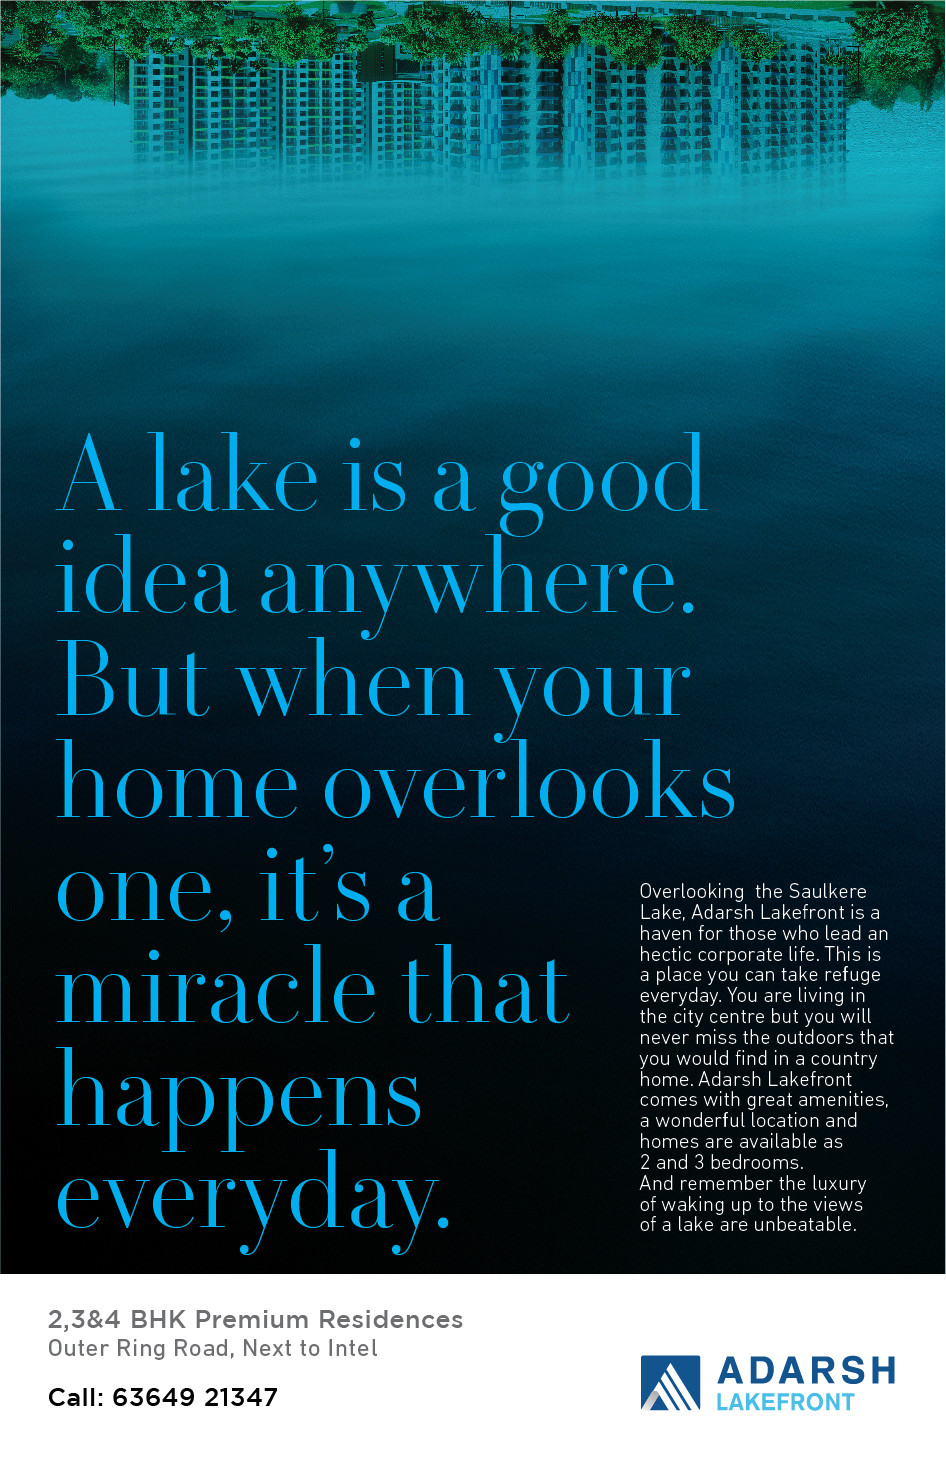 A lake is a good
idea anywhere.
But when your
home overlooks
one, it’s a
miracle that
happens
everyday.
Overlooking  the Saulkere
Lake, Adarsh Lakefront is a
haven for those who lead an
hectic corporate life. This is
a place you can take refuge
everyday. You are living in
the city centre but you will
never miss the outdoors that
you would find in a country
home. Adarsh Lakefront
comes with great amenities,
a wonderful location and
homes are available as
2 and 3 bedrooms.
And remember the luxury
of waking up to the views
of a lake are unbeatable.
2,3&4 BHK Premium Residences
Outer Ring Road, Next to Intel
Call: 63649 21347
ADARSH
LAKEFRONT